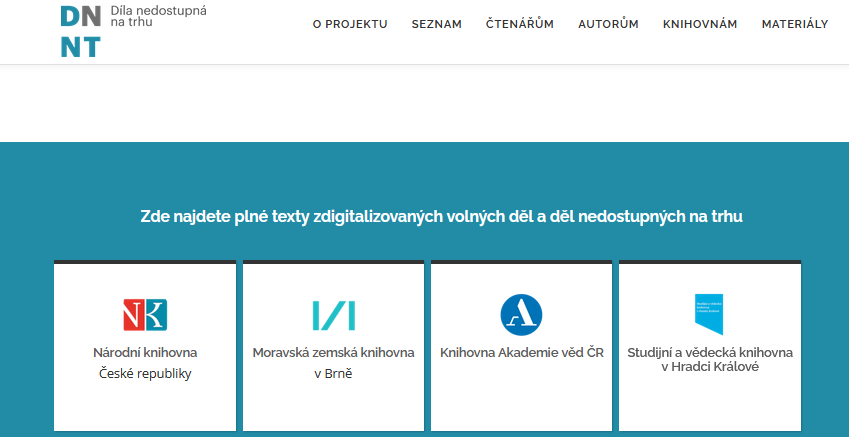 DN Díla nedostupná
na trhu
NT
O PROJEKTU SEZNAM ČTENÁŘŮM AUTORŮM KNIHOVNÁM MATERIÁLY
Zde najdete plné texty zdigitalizovaných volných děl a děl nedostupných na trhu
NK
Národní knihovna
České republiky
Moravská zemská knihovna
v Brně
Knihovna Akademie věd ČR
Studijní a vědecká knihovna
v Hradci Králové